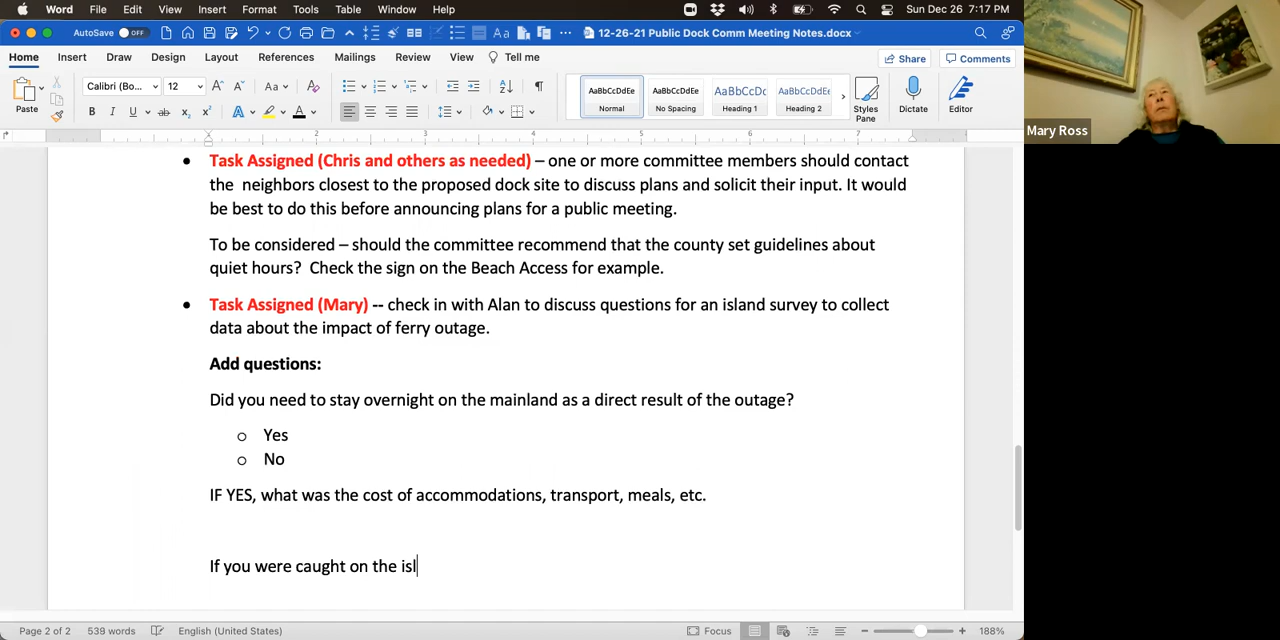 Word File Edit View Insert Format Tools Table Window Help Sun Dec 26 7:17 PM
AutoSave OFF 12-26-21 Public Dock Comm Meeting Notes.docx
Home Insert Draw Design Layout References Mailings Review View Tell me Share Comments
Paste Calibri (Bo... 12 Aa AaBbCcDdEe AaBbCcDdEe AaBbCcDc AaBbCcDdEe
Normal No Spacing Heading 1 Heading 2 Styles Pane Dictate Editor
B I U ab x₂ x² A A
2 3 4 5 6 7
Mary Ross
• Task Assigned (Chris and others as needed) – one or more committee members should contact
the neighbors closest to the proposed dock site to discuss plans and solicit their input. It would
be best to do this before announcing plans for a public meeting.
To be considered – should the committee recommend that the county set guidelines about
quiet hours? Check the sign on the Beach Access for example.
• Task Assigned (Mary) -- check in with Alan to discuss questions for an island survey to collect
data about the impact of ferry outage.
Add questions:
Did you need to stay overnight on the mainland as a direct result of the outage?
o Yes
o No
IF YES, what was the cost of accommodations, transport, meals, etc.
If you were caught on the isl
Page 2 of 2 539 words English (United States) Focus 188%